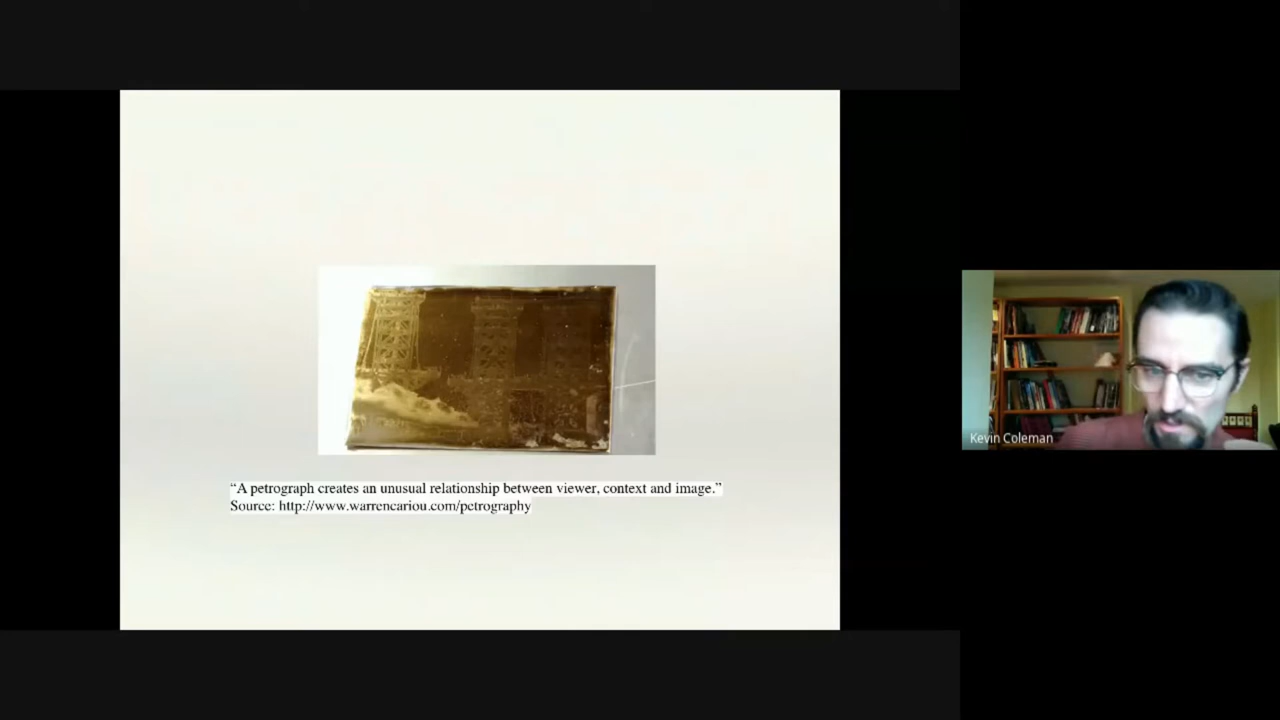 “A petrograph creates an unusual relationship between viewer, context and image.”
Source: http://www.warrencariou.com/petrography
Kevin Coleman